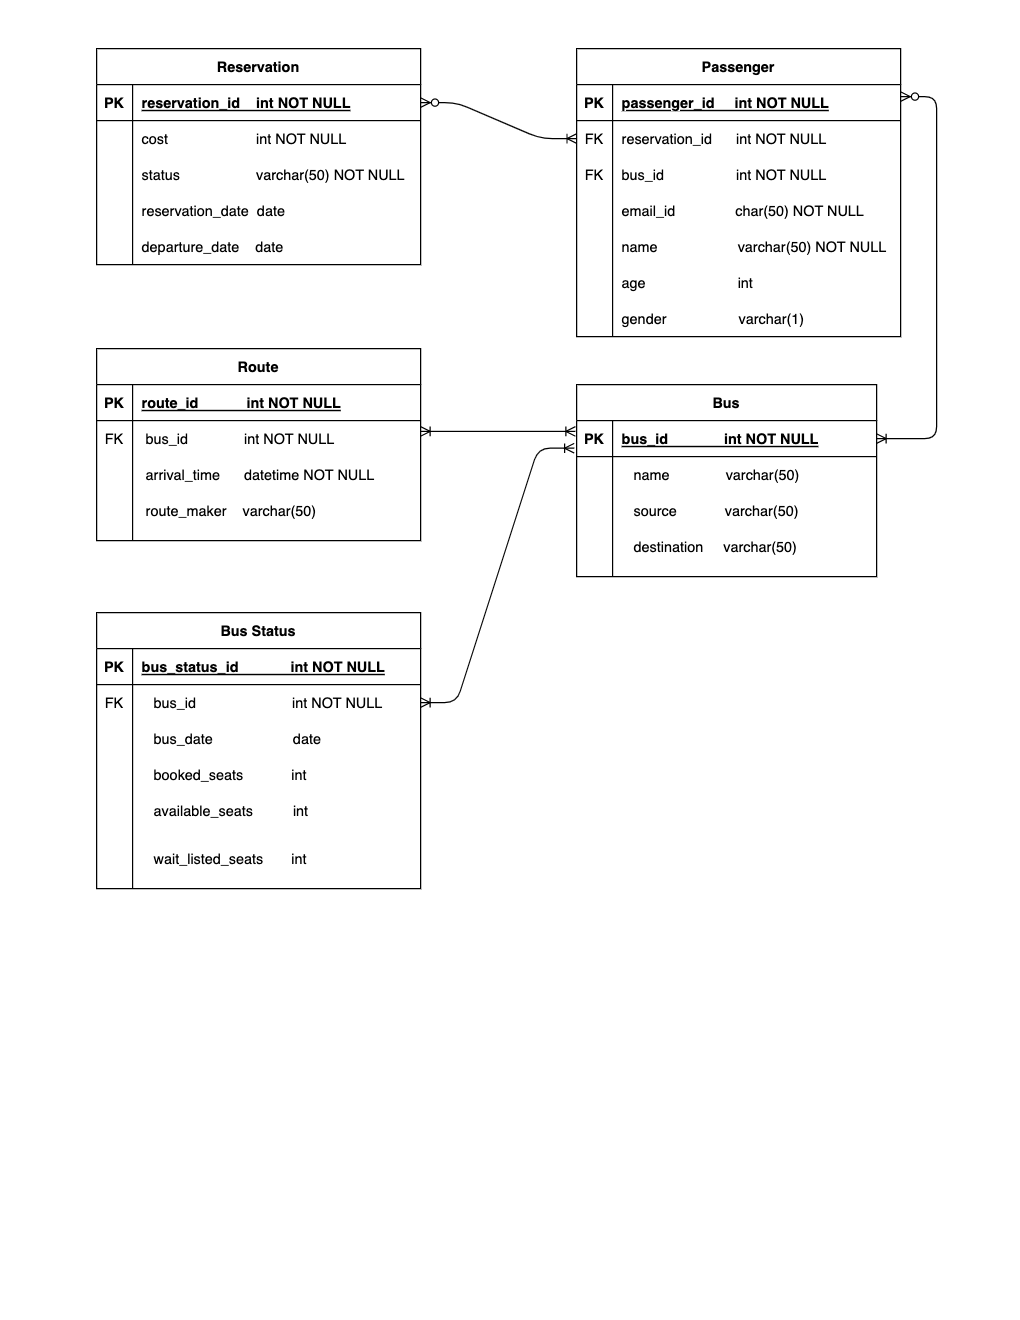 Reservation
PK reservation_id int NOT NULL
cost int NOT NULL
status varchar(50) NOT NULL
reservation_date date
departure_date date
Passenger
PK passenger_id int NOT NULL
FK reservation_id int NOT NULL
FK bus_id int NOT NULL
email_id char(50) NOT NULL
name varchar(50) NOT NULL
age int
gender varchar(1)
Route
PK route_id int NOT NULL
FK bus_id int NOT NULL
arrival_time datetime NOT NULL
route_maker varchar(50)
Bus
PK bus_id int NOT NULL
name varchar(50)
source varchar(50)
destination varchar(50)
Bus Status
PK bus_status_id int NOT NULL
FK bus_id int NOT NULL
bus_date date
booked_seats int
available_seats int
wait_listed_seats int